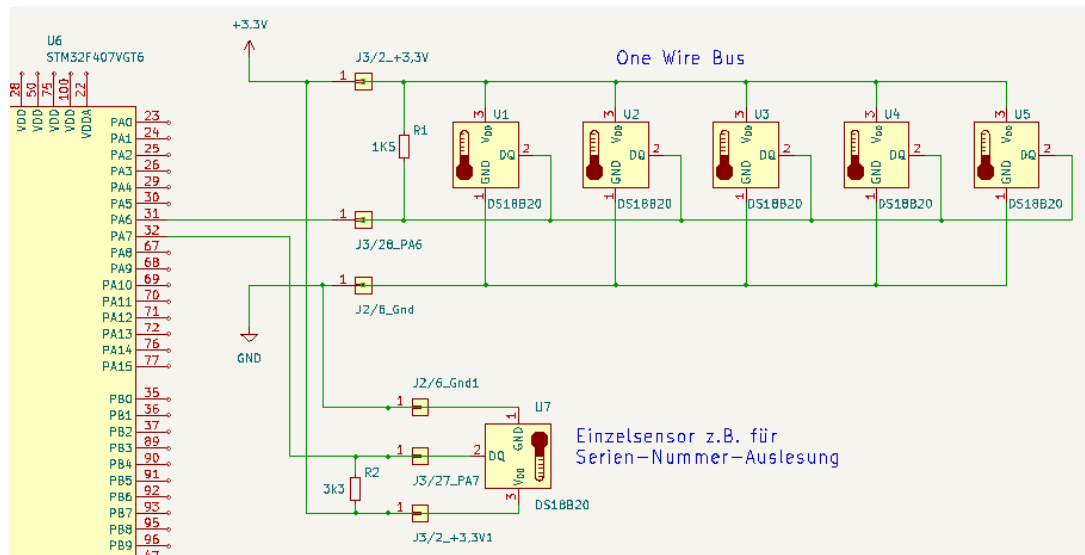 +3.3V
U6
STM32F407VGT6
J3/2_+3,3V
One Wire Bus
28 50 75 100 22
VDD VDD VDD VDD VDDA
PA0 23
PA1 24
PA2 25
PA3 26
PA4 29
PA5 30
PA6 31
PA7 32
PA8 67
PA9 68
PA10 69
PA11 70
PA12 71
PA13 72
PA14 76
PA15 77
PB0 35
PB1 36
PB2 37
PB3 89
PB4 90
PB5 91
PB6 92
PB7 93
PB8 95
PB9 96
47
1
R1
1K5
1
J3/28_PA6
1
J2/6_Gnd
GND
U1
3
VDD
DQ 2
GND
1
DS18B20
U2
3
VDD
DQ 2
GND
1
DS18B20
U3
3
VDD
DQ 2
GND
1
DS18B20
U4
3
VDD
DQ 2
GND
1
DS18B20
U5
3
VDD
DQ 2
GND
1
DS18B20
J2/6_Gnd1
1
U7
1
GND
2 DQ
VDD
3
DS18B20
1
J3/27_PA7
R2
3k3
1
J3/2_+3,3V1
Einzelsensor z.B. für
Serien-Nummer-Auslesung